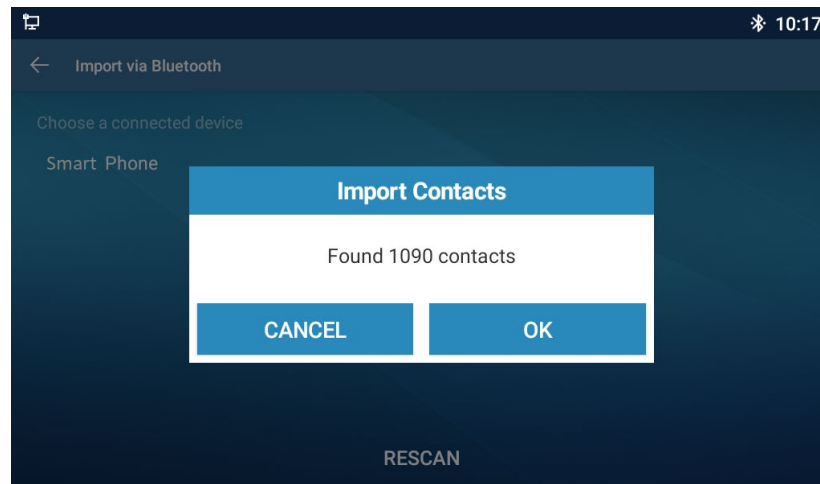 10:17
Import via Bluetooth
Choose a connected device
Smart Phone
Import Contacts
Found 1090 contacts
CANCEL OK
RESCAN